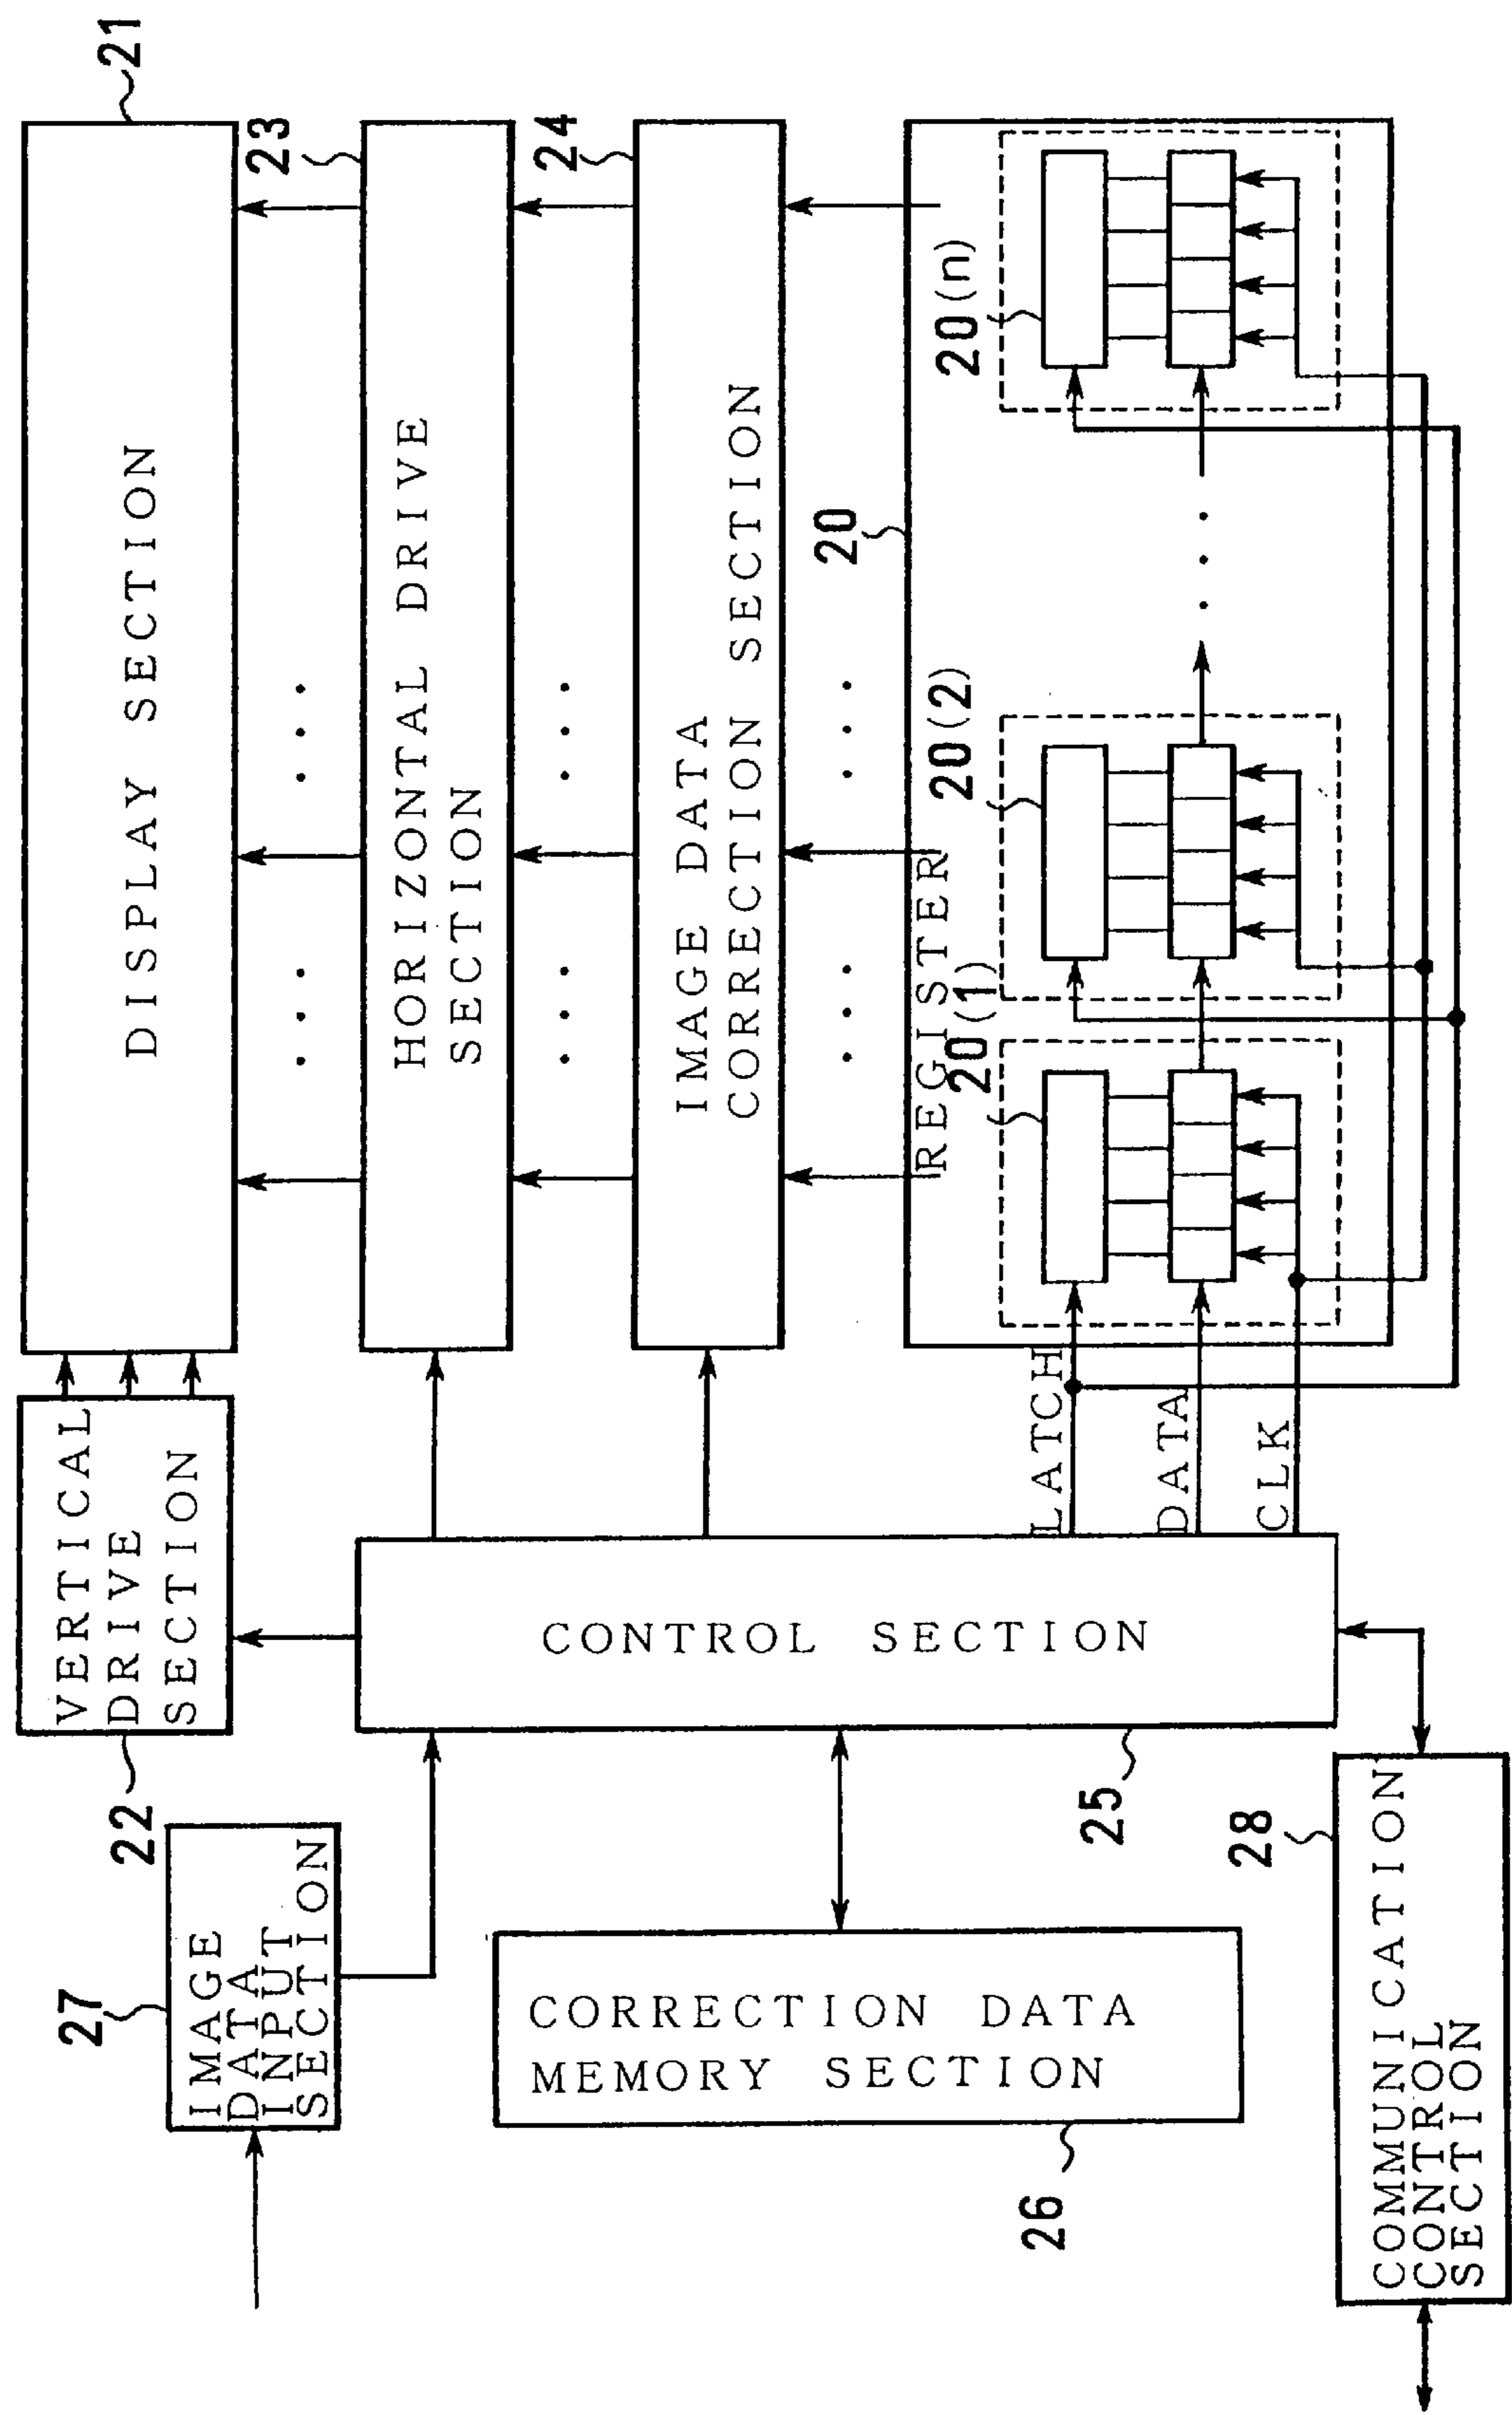 21
DISPLAY SECTION
23
HORIZONTAL DRIVE
SECTION
24
IMAGE DATA
CORRECTION SECTION
20
REGISTER
20(1)
20(2)
20(n)
VERTICAL
DRIVE
SECTION
22
LATCH
DATA
CLK
CONTROL SECTION
25
27
IMAGE
DATA
INPUT
SECTION
CORRECTION DATA
MEMORY SECTION
26
28
COMMUNICATION
CONTROL
SECTION